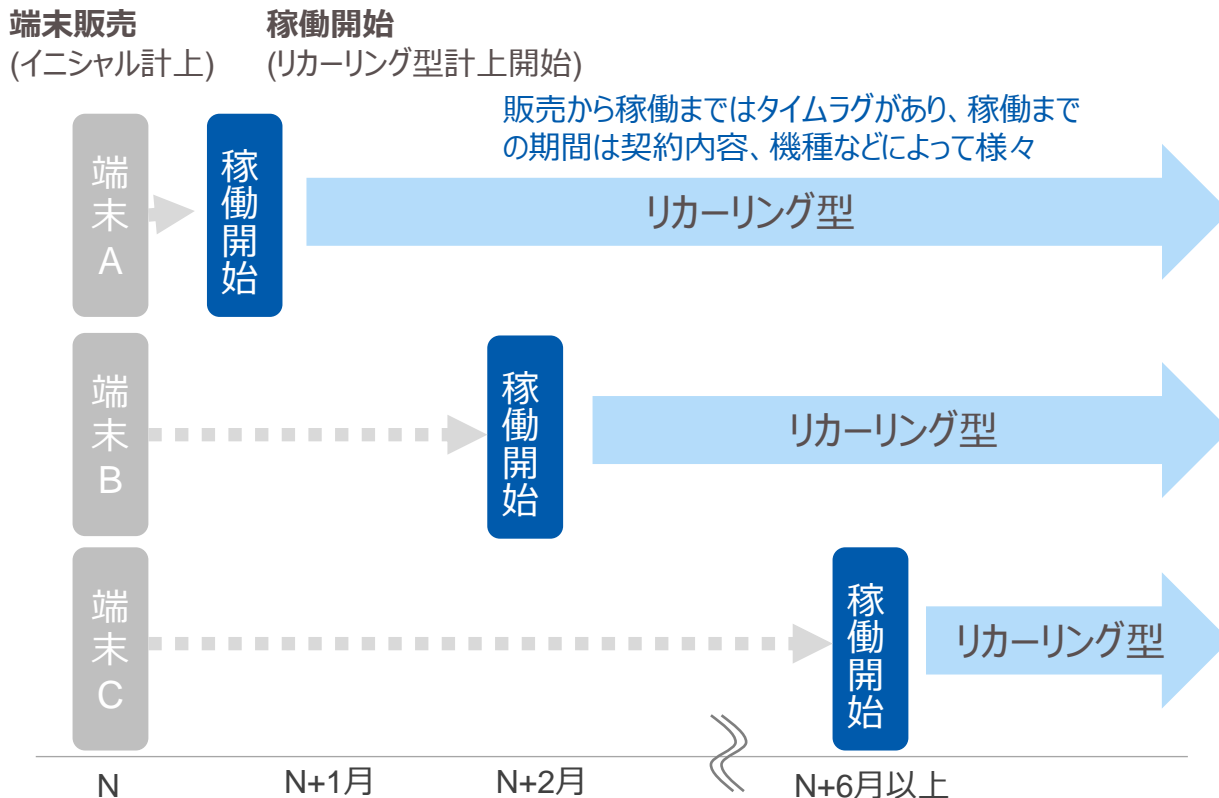 端末販売
(イニシャル計上)
稼働開始
(リカーリング型計上開始)
販売から稼働まではタイムラグがあり、稼働まで
の期間は契約内容、機種などによって様々
端末A
稼働開始
リカーリング型
端末B
稼働開始
リカーリング型
端末C
稼働開始
リカーリング型
N
N+1月
N+2月
N+6月以上